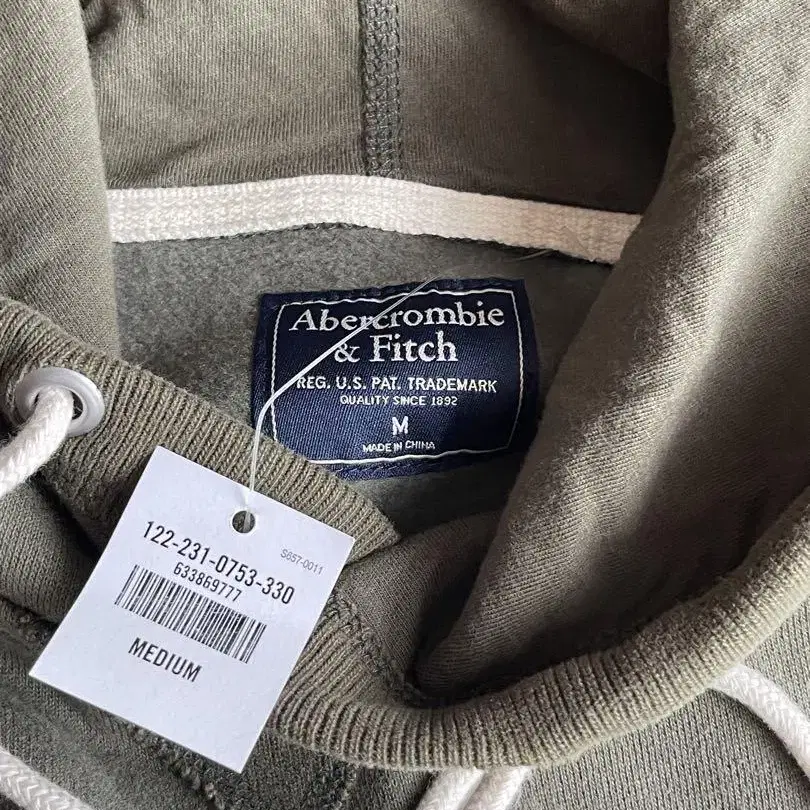 Abercrombie
& Fitch
REG. U.S. PAT. TRADEMARK
QUALITY SINCE 1892
M
MADE IN CHINA
S657-0011
122-231-0753-330
633869777
MEDIUM